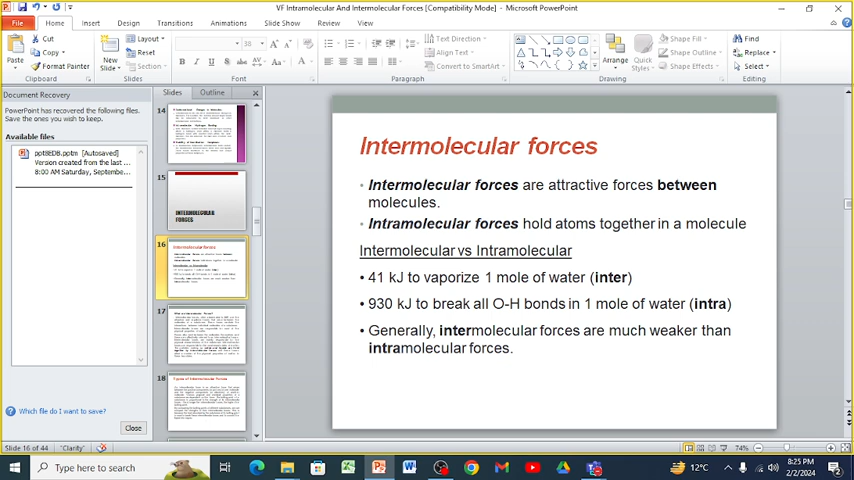 VF Intramolecular And Intermolecular Forces [Compatibility Mode] - Microsoft PowerPoint
File Home Insert Design Transitions Animations Slide Show Review View
Paste
Cut
Copy
Format Painter
Clipboard
New Slide
Layout
Reset
Section
Slides
38
Font
Paragraph
Text Direction
Align Text
Convert to SmartArt
Arrange
Quick Styles
Shape Fill
Shape Outline
Shape Effects
Drawing
Find
Replace
Select
Editing
Document Recovery
PowerPoint has recovered the following files.
Save the ones you wish to keep.
Available files
ppt8EDB.pptm [Autosaved]
Version created from the last ...
8:00 AM Saturday, Septembe...
Which file do I want to save?
Close
Slides Outline
14
15
INTERMOLECULAR
FORCES
16
Intermolecular forces
17
18
Types of Intermolecular Forces
Intermolecular forces
• Intermolecular forces are attractive forces between
molecules.
• Intramolecular forces hold atoms together in a molecule
Intermolecular vs Intramolecular
• 41 kJ to vaporize 1 mole of water (inter)
• 930 kJ to break all O-H bonds in 1 mole of water (intra)
• Generally, intermolecular forces are much weaker than
intramolecular forces.
Slide 16 of 44 "Clarity" 74%
Type here to search
12°C
8:25 PM
2/2/2024
2